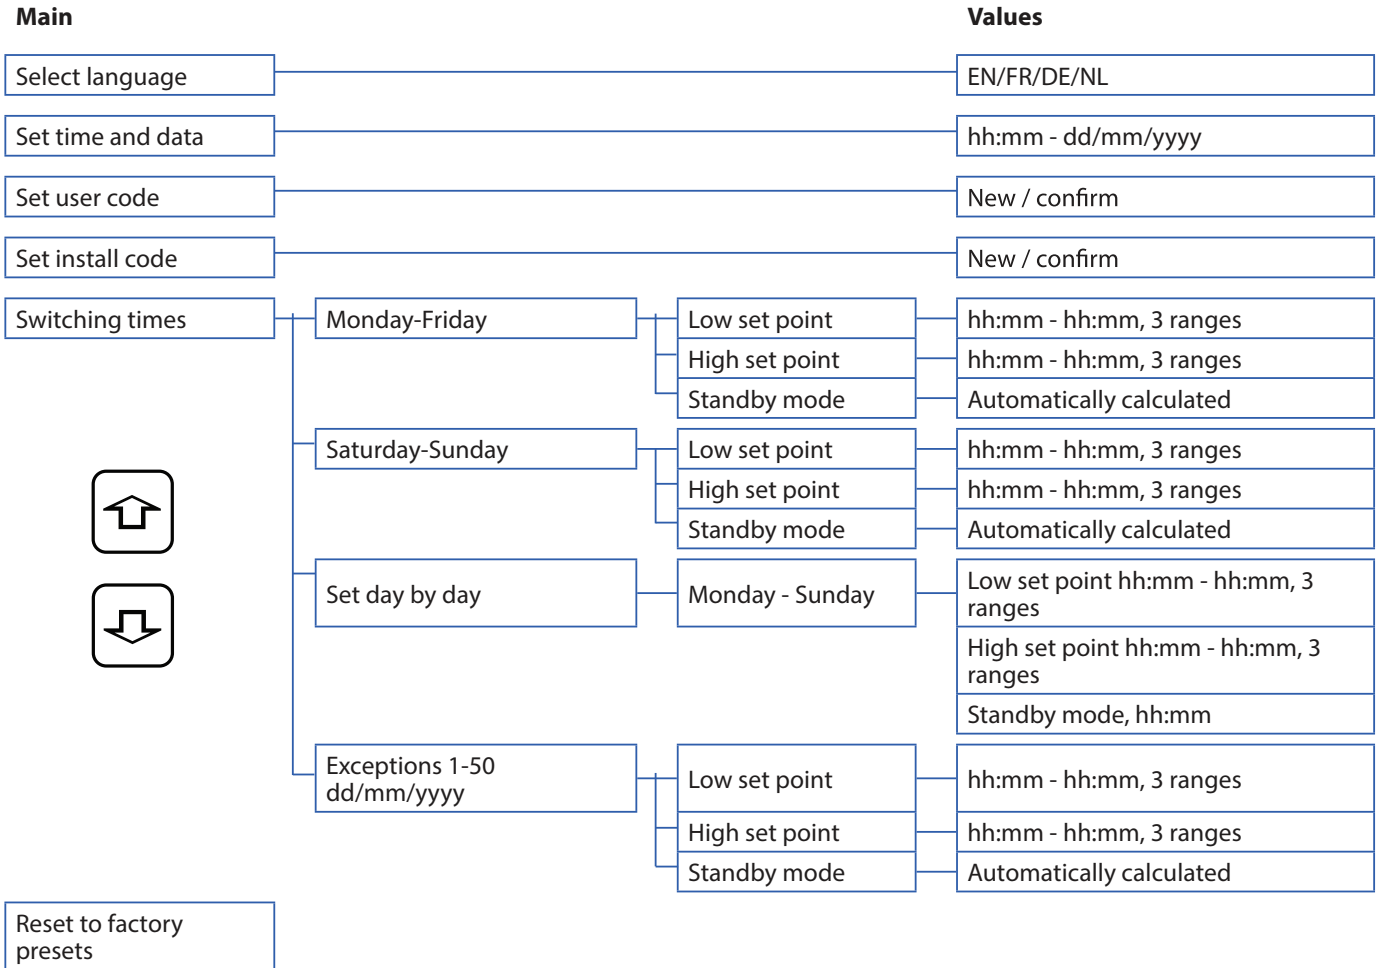 Main
Values
Select language
EN/FR/DE/NL
Set time and data
hh:mm - dd/mm/yyyy
Set user code
New / confirm
Set install code
New / confirm
Switching times
Monday-Friday
Low set point
hh:mm - hh:mm, 3 ranges
High set point
hh:mm - hh:mm, 3 ranges
Standby mode
Automatically calculated
Saturday-Sunday
Low set point
hh:mm - hh:mm, 3 ranges
High set point
hh:mm - hh:mm, 3 ranges
Standby mode
Automatically calculated
Set day by day
Monday - Sunday
Low set point hh:mm - hh:mm, 3
ranges
High set point hh:mm - hh:mm, 3
ranges
Standby mode, hh:mm
Exceptions 1-50
dd/mm/yyyy
Low set point
hh:mm - hh:mm, 3 ranges
High set point
hh:mm - hh:mm, 3 ranges
Standby mode
Automatically calculated
Reset to factory
presets